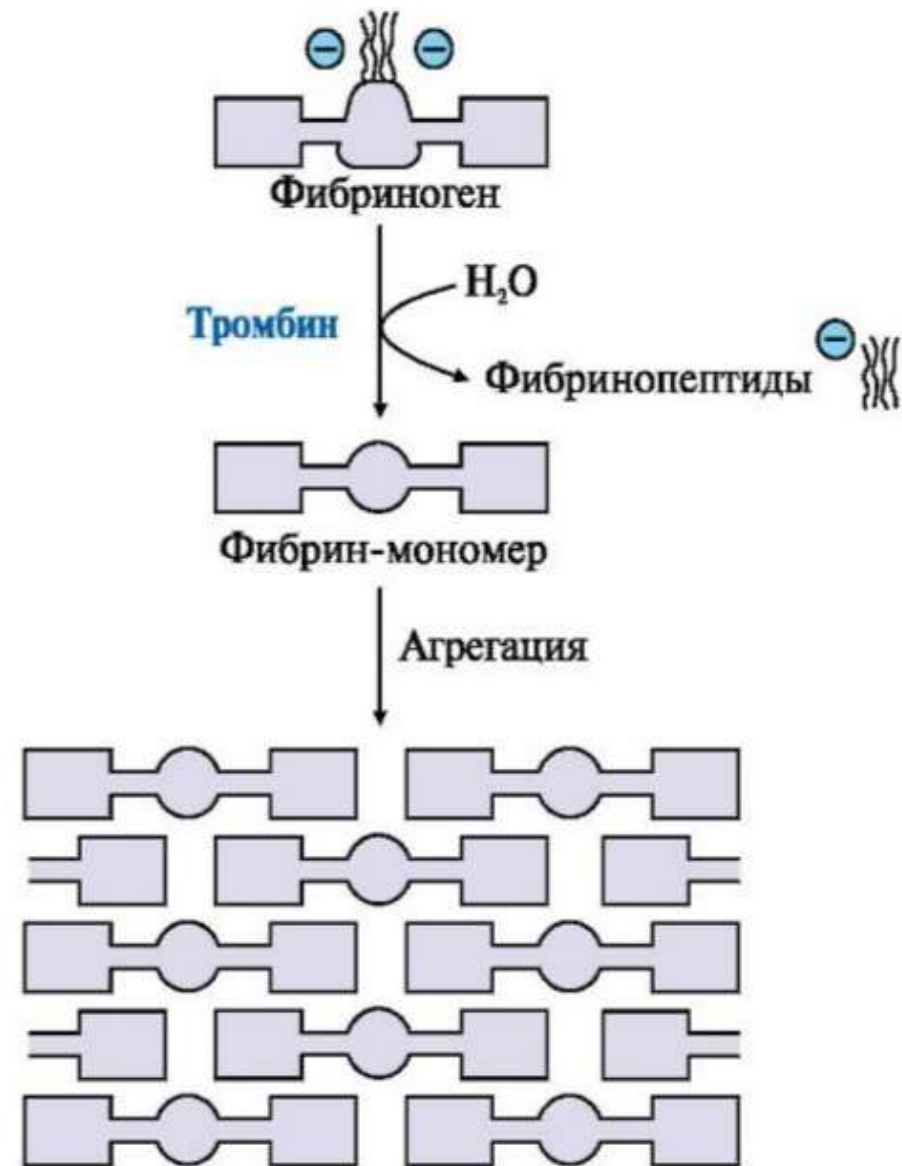 Фибриноген
H₂O
Тромбин
Фибринопептиды
Фибрин-мономер
Агрегация